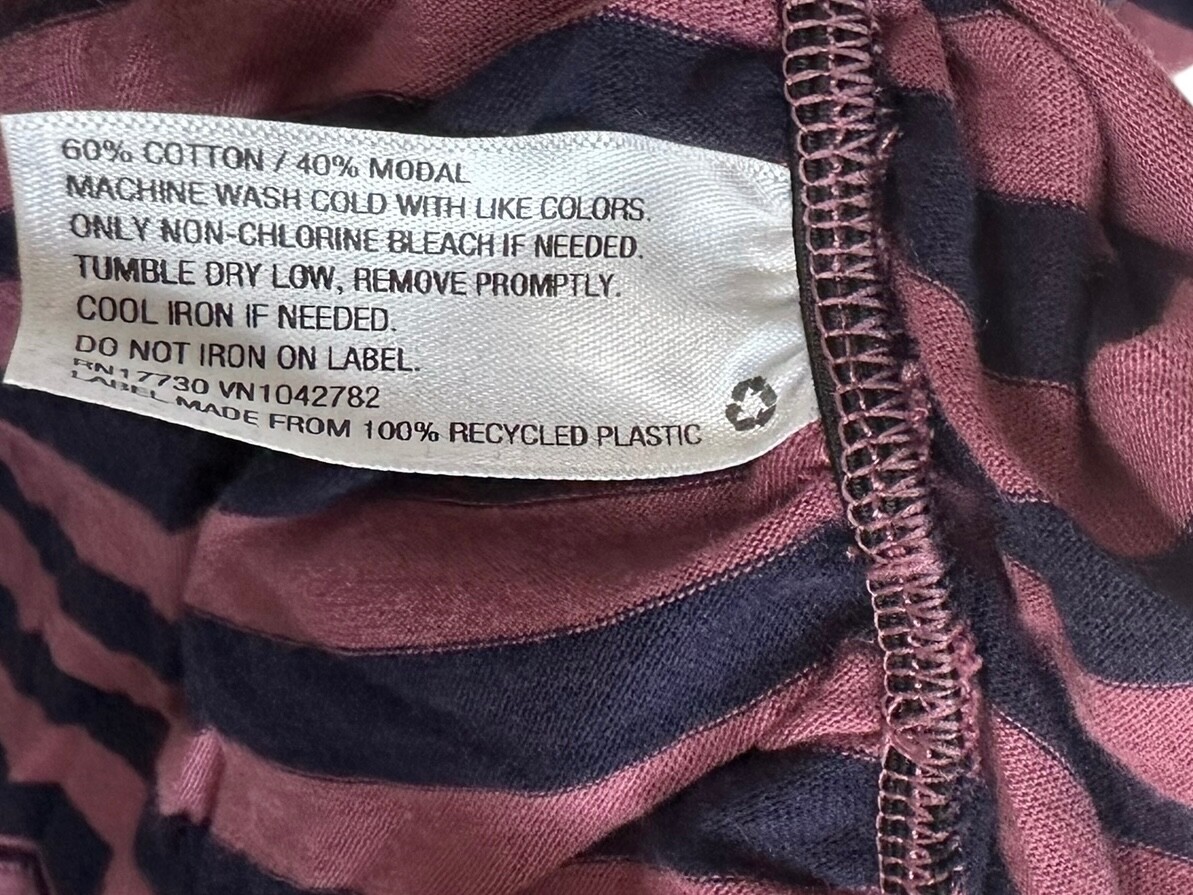 60% COTTON / 40% MODAL
MACHINE WASH COLD WITH LIKE COLORS.
ONLY NON-CHLORINE BLEACH IF NEEDED.
TUMBLE DRY LOW, REMOVE PROMPTLY.
COOL IRON IF NEEDED.
DO NOT IRON ON LABEL.
RN17730 VN1042782
LABEL MADE FROM 100% RECYCLED PLASTIC